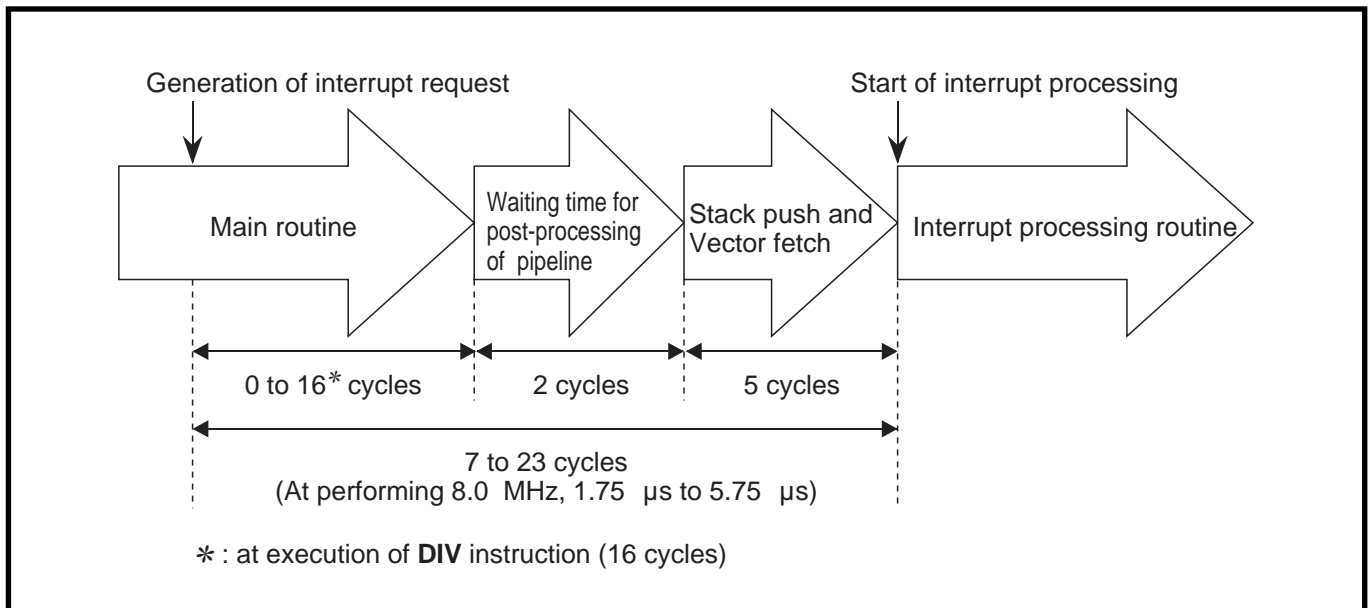 Generation of interrupt request
Start of interrupt processing
Main routine
Waiting time for
post-processing
of pipeline
Stack push and
Vector fetch
Interrupt processing routine
0 to 16* cycles
2 cycles
5 cycles
7 to 23 cycles
(At performing 8.0 MHz, 1.75 μs to 5.75 μs)
* : at execution of DIV instruction (16 cycles)